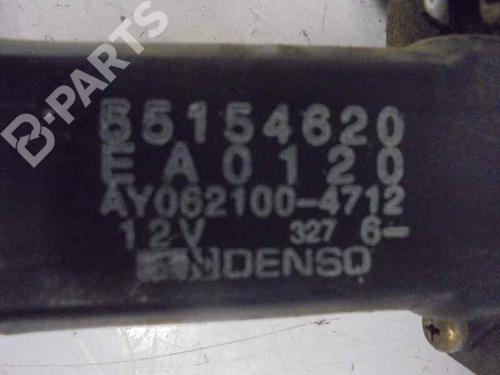 B-PARTS
55154620
EA0120
AY062100-4712
12V 327 6-
DENSO